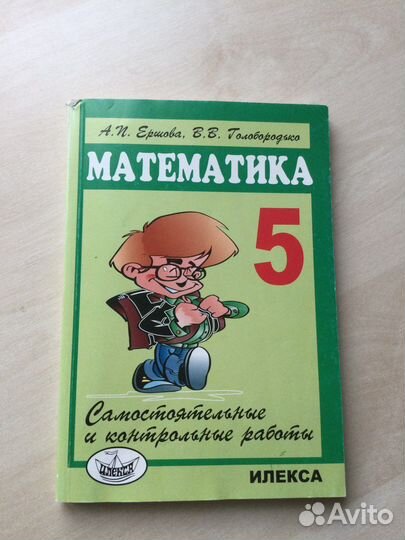 А.П. Ершова, В.В. Голобородько
МАТЕМАТИКА
5
Самостоятельные
и контрольные работы
ИЛЕКСА
ИЛЕКСА
Avito